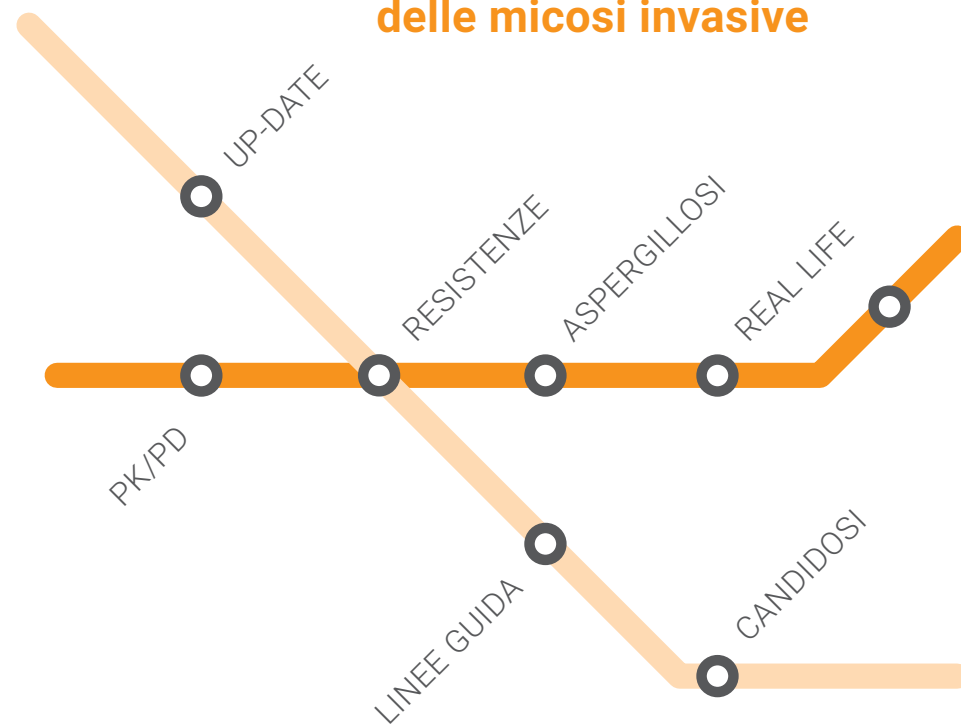 delle micosi invasive
UP-DATE
RESISTENZE
ASPERGILLOSI
REAL LIFE
PK/PD
LINEE GUIDA
CANDIDOSI